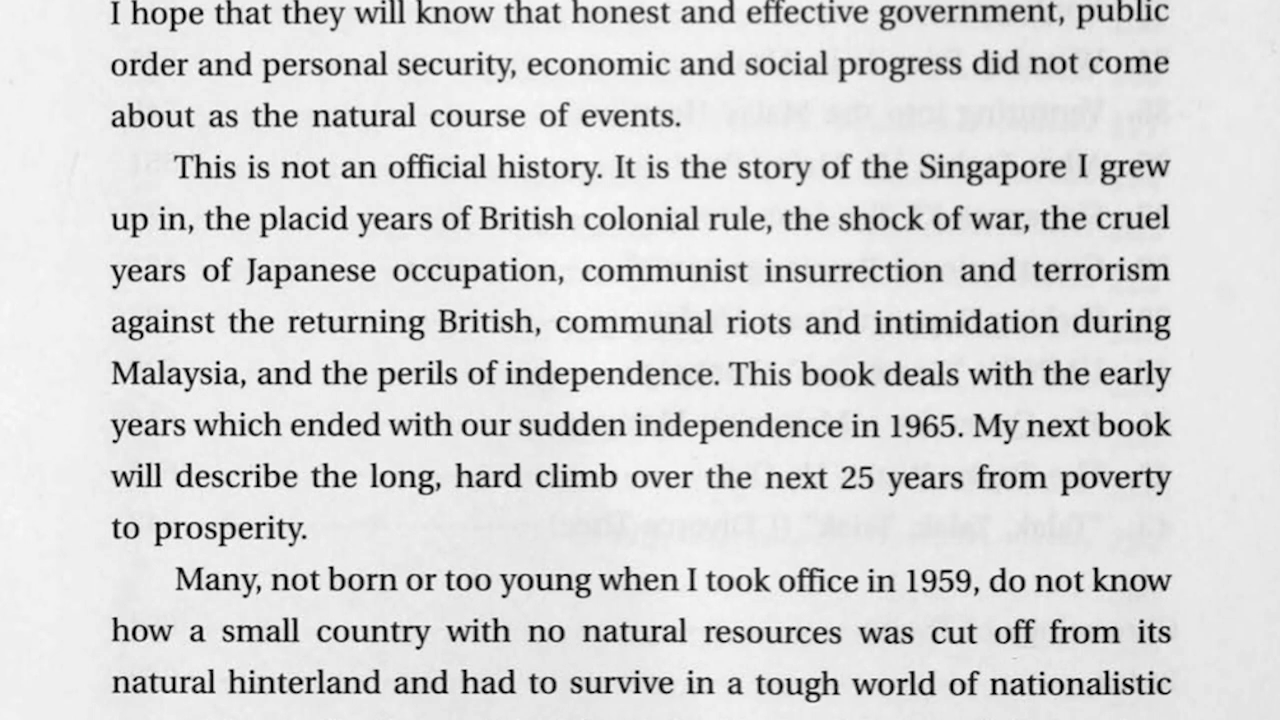 I hope that they will know that honest and effective government, public
order and personal security, economic and social progress did not come
about as the natural course of events.
This is not an official history. It is the story of the Singapore I grew
up in, the placid years of British colonial rule, the shock of war, the cruel
years of Japanese occupation, communist insurrection and terrorism
against the returning British, communal riots and intimidation during
Malaysia, and the perils of independence. This book deals with the early
years which ended with our sudden independence in 1965. My next book
will describe the long, hard climb over the next 25 years from poverty
to prosperity.
Many, not born or too young when I took office in 1959, do not know
how a small country with no natural resources was cut off from its
natural hinterland and had to survive in a tough world of nationalistic